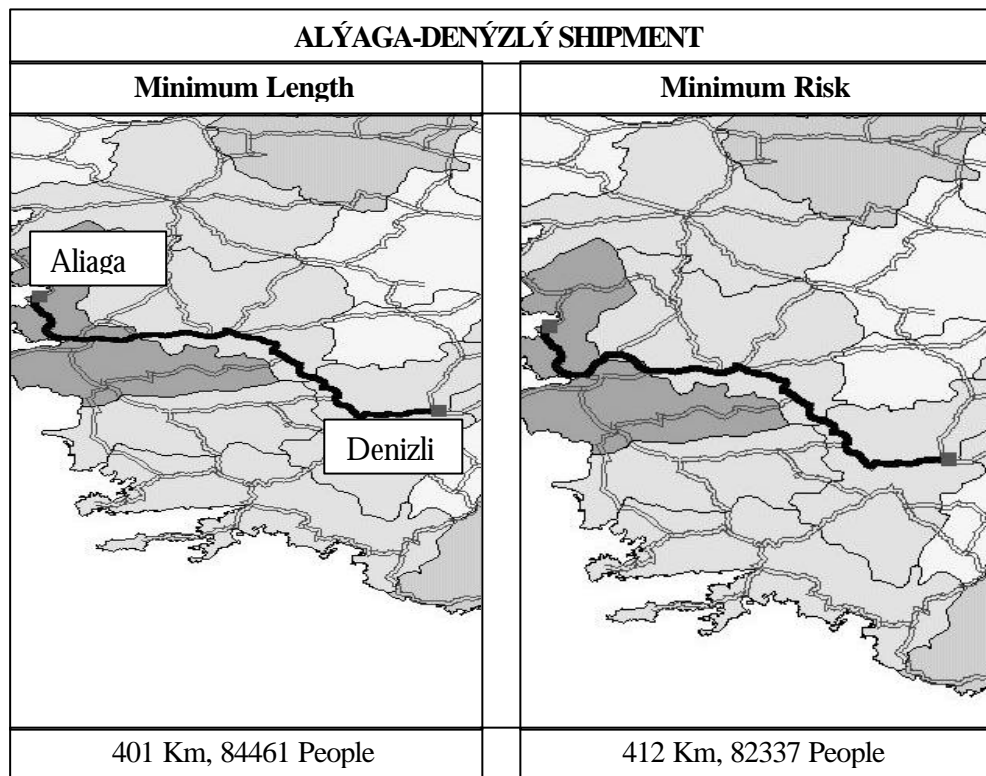 ALÝAGA-DENÝZLÝ SHIPMENT
Minimum Length
Minimum Risk
Aliaga
Denizli
401 Km, 84461 People
412 Km, 82337 People